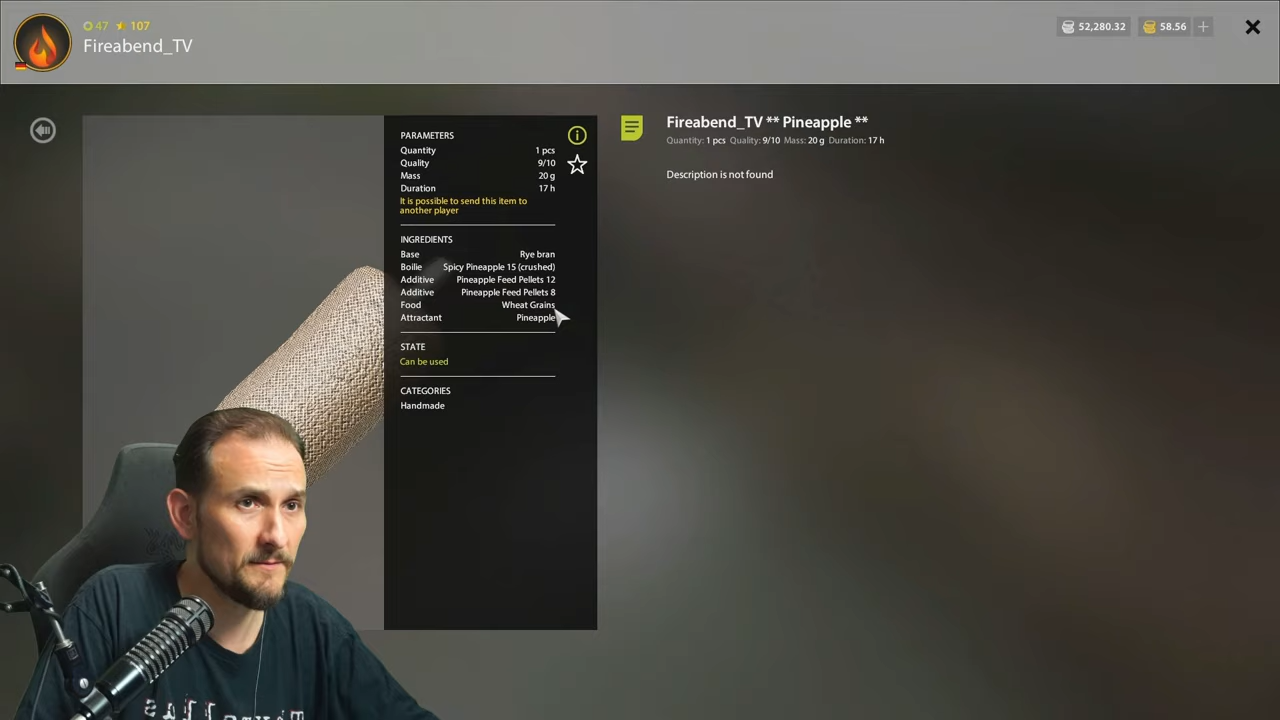 47 107
Fireabend_TV
52,280.32 58.56
PARAMETERS
Quantity 1 pcs
Quality 9/10
Mass 20 g
Duration 17 h
It is possible to send this item to
another player
INGREDIENTS
Base Rye bran
Boilie Spicy Pineapple 15 (crushed)
Additive Pineapple Feed Pellets 12
Additive Pineapple Feed Pellets 8
Food Wheat Grains
Attractant Pineapple
STATE
Can be used
CATEGORIES
Handmade
Fireabend_TV ** Pineapple **
Quantity: 1 pcs Quality: 9/10 Mass: 20 g Duration: 17 h
Description is not found